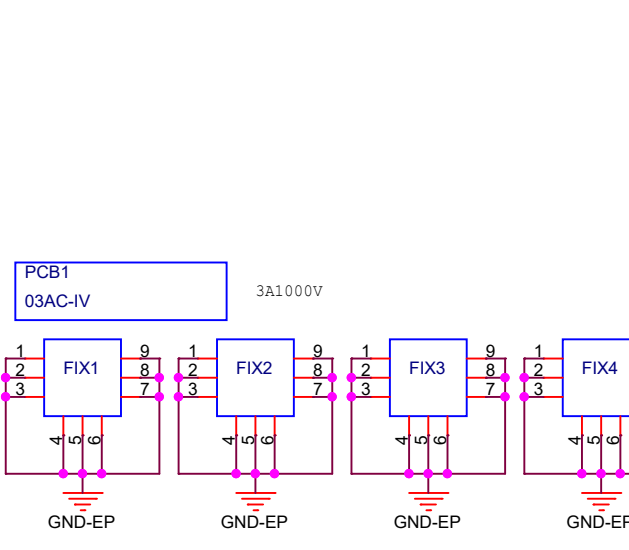 PCB1
03AC-IV
3A1000V
1 9 1 9 1 9 1
2 FIX1 8 2 FIX2 8 2 FIX3 8 2 FIX4
3 7 3 7 3 7 3
4 5 6 4 5 6 4 5 6 4 5 6
GND-EP GND-EP GND-EP GND-EP